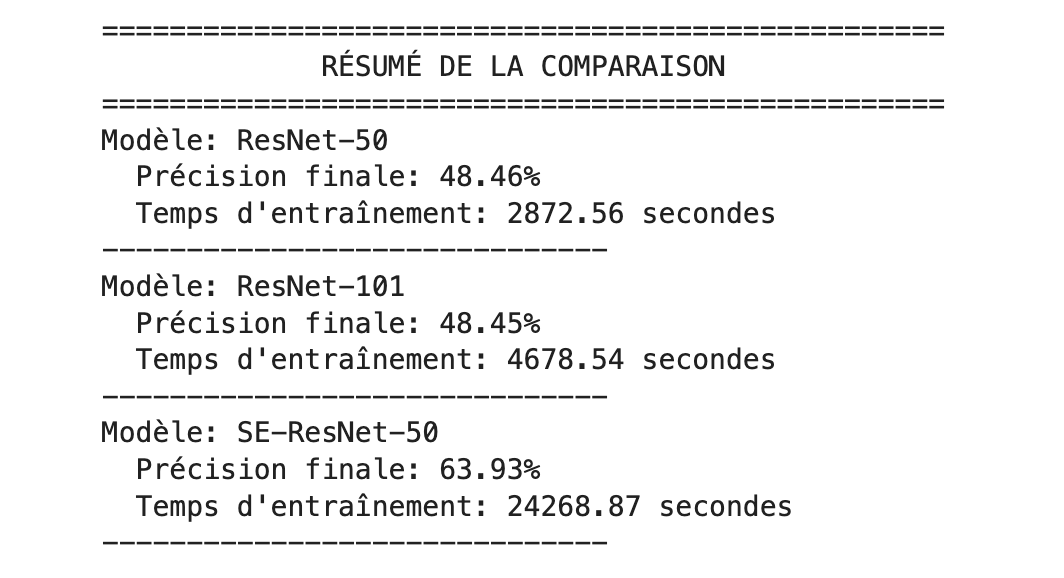 ==================================================
RÉSUMÉ DE LA COMPARAISON
==================================================
Modèle: ResNet-50
Précision finale: 48.46%
Temps d'entraînement: 2872.56 secondes
------------------------------
Modèle: ResNet-101
Précision finale: 48.45%
Temps d'entraînement: 4678.54 secondes
------------------------------
Modèle: SE-ResNet-50
Précision finale: 63.93%
Temps d'entraînement: 24268.87 secondes
------------------------------